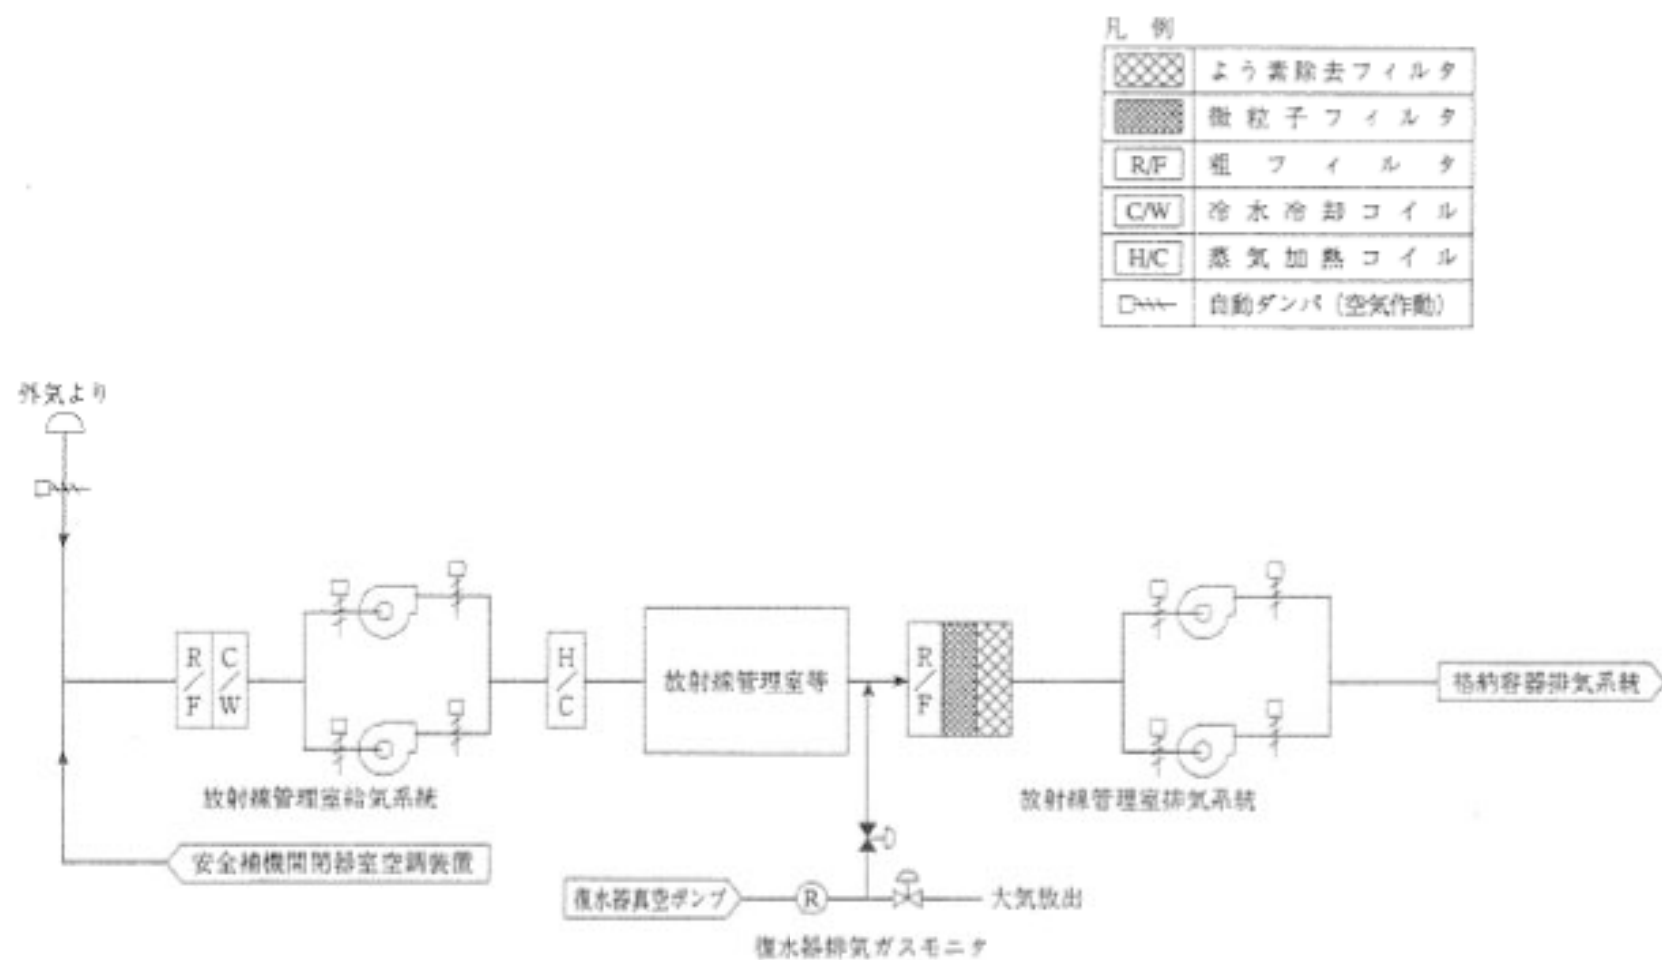 凡例
よう素除去フィルタ
微粒子フィルタ
R/F 粗フィルタ
C/W 冷水冷却コイル
H/C 蒸気加熱コイル
自動ダンパ(空気作動)
外気より
R/F C/W
H/C
放射線管理室等
R/F
格納容器排気系統
放射線管理室給気系統
放射線管理室排気系統
安全補機開閉器室空調装置
復水器真空ポンプ
R
大気放出
復水器排気ガスモニタ